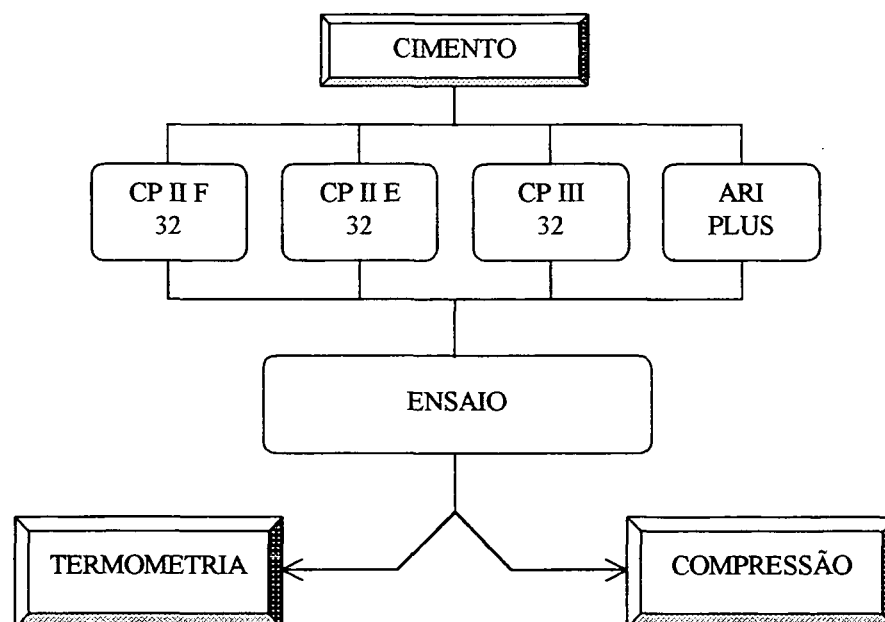 CIMENTO
CP II F
32
CP II E
32
CP III
32
ARI
PLUS
ENSAIO
TERMOMETRIA
COMPRESSÃO